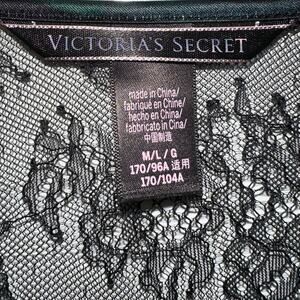 VICTORIA'S SECRET
made in China/
fabriqué en Chine/
hecho en China/
fabbricato in Cina/
中国制造
M/L / G
170/96A 适用
170/104A